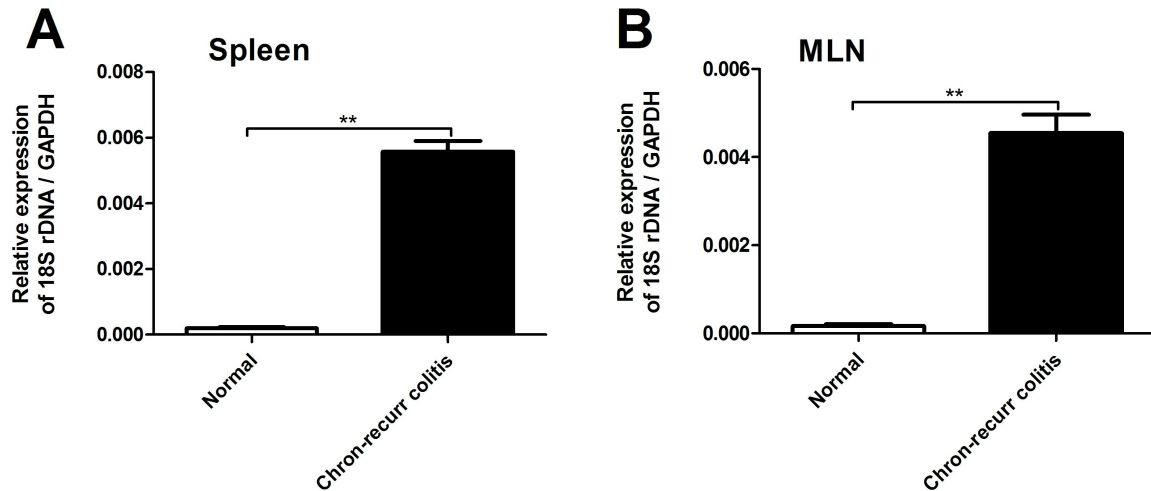 A
Spleen
Relative expression
of 18S rDNA / GAPDH
0.008
0.006
0.004
0.002
0.000
**
Normal
Chron-recurr colitis
B
MLN
Relative expression
of 18S rDNA / GAPDH
0.006
0.004
0.002
0.000
**
Normal
Chron-recurr colitis